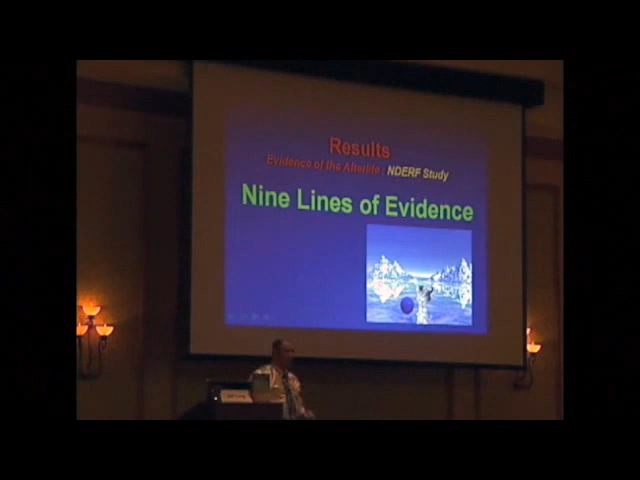 Results
Evidence of the Afterlife : NDERF Study
Nine Lines of Evidence